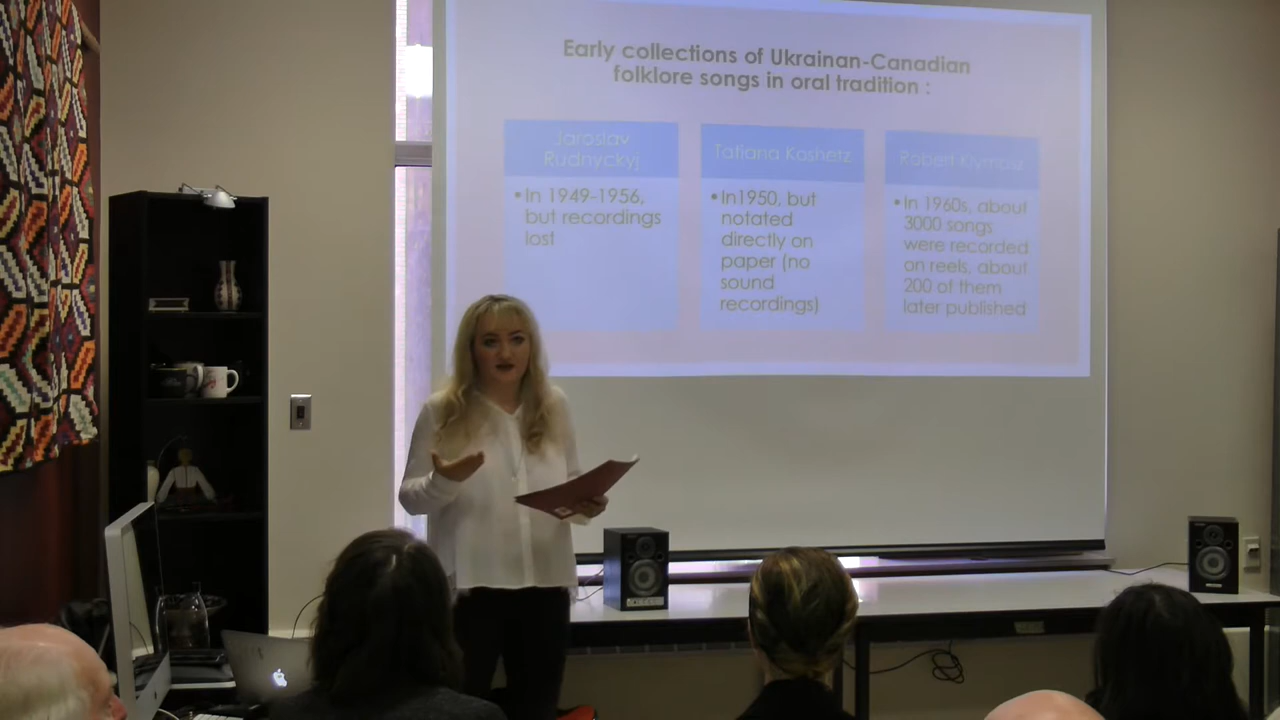 Early collections of Ukrainan-Canadian
folklore songs in oral tradition :
Jaroslav
Rudnyckyj
• In 1949-1956,
but recordings
lost
Tatiana Koshetz
• In1950, but
notated
directly on
paper (no
sound
recordings)
Robert Klymasz
• In 1960s, about
3000 songs
were recorded
on reels, about
200 of them
later published